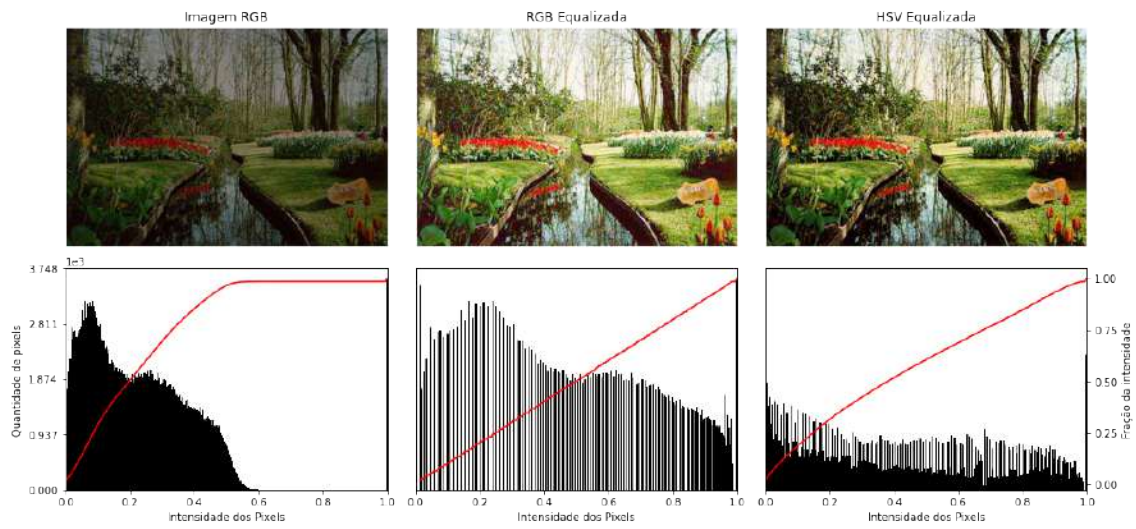 Imagem RGB
RGB Equalizada
HSV Equalizada
1e3
3.748
2.811
1.874
0.937
0.000
Quantidade de pixels
0.0 0.2 0.4 0.6 0.8 1.0
Intensidade dos Pixels
0.0 0.2 0.4 0.6 0.8 1.0
Intensidade dos Pixels
0.0 0.2 0.4 0.6 0.8 1.0
Intensidade dos Pixels
1.00
0.75
0.50
0.25
0.00
Fração da intensidade